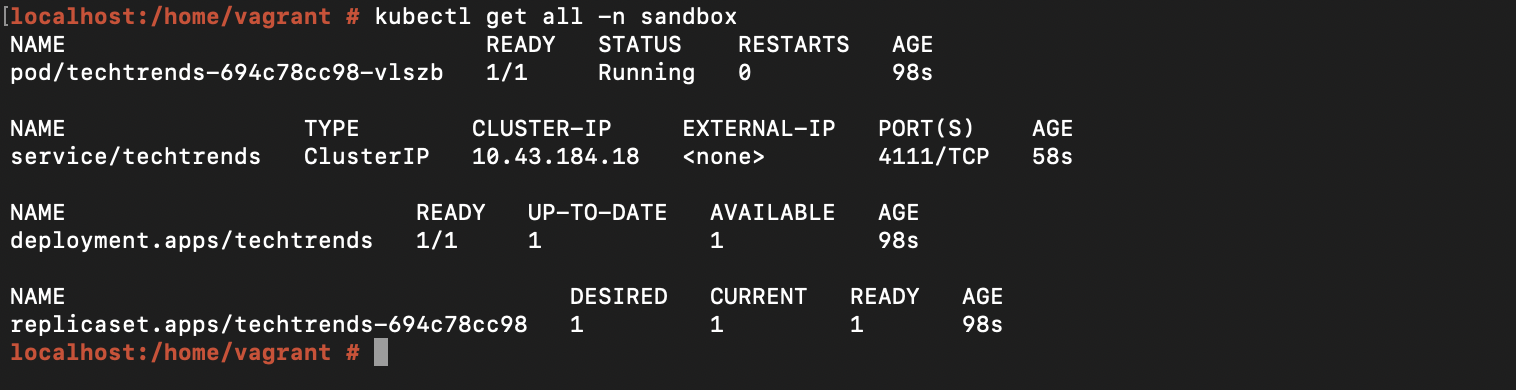 [localhost:/home/vagrant # kubectl get all -n sandbox
NAME                              READY   STATUS    RESTARTS   AGE
pod/techtrends-694c78cc98-vlszb   1/1     Running   0          98s

NAME                 TYPE        CLUSTER-IP     EXTERNAL-IP   PORT(S)    AGE
service/techtrends   ClusterIP   10.43.184.18   <none>        4111/TCP   58s

NAME                         READY   UP-TO-DATE   AVAILABLE   AGE
deployment.apps/techtrends   1/1     1            1           98s

NAME                                    DESIRED   CURRENT   READY   AGE
replicaset.apps/techtrends-694c78cc98   1         1         1       98s
localhost:/home/vagrant #